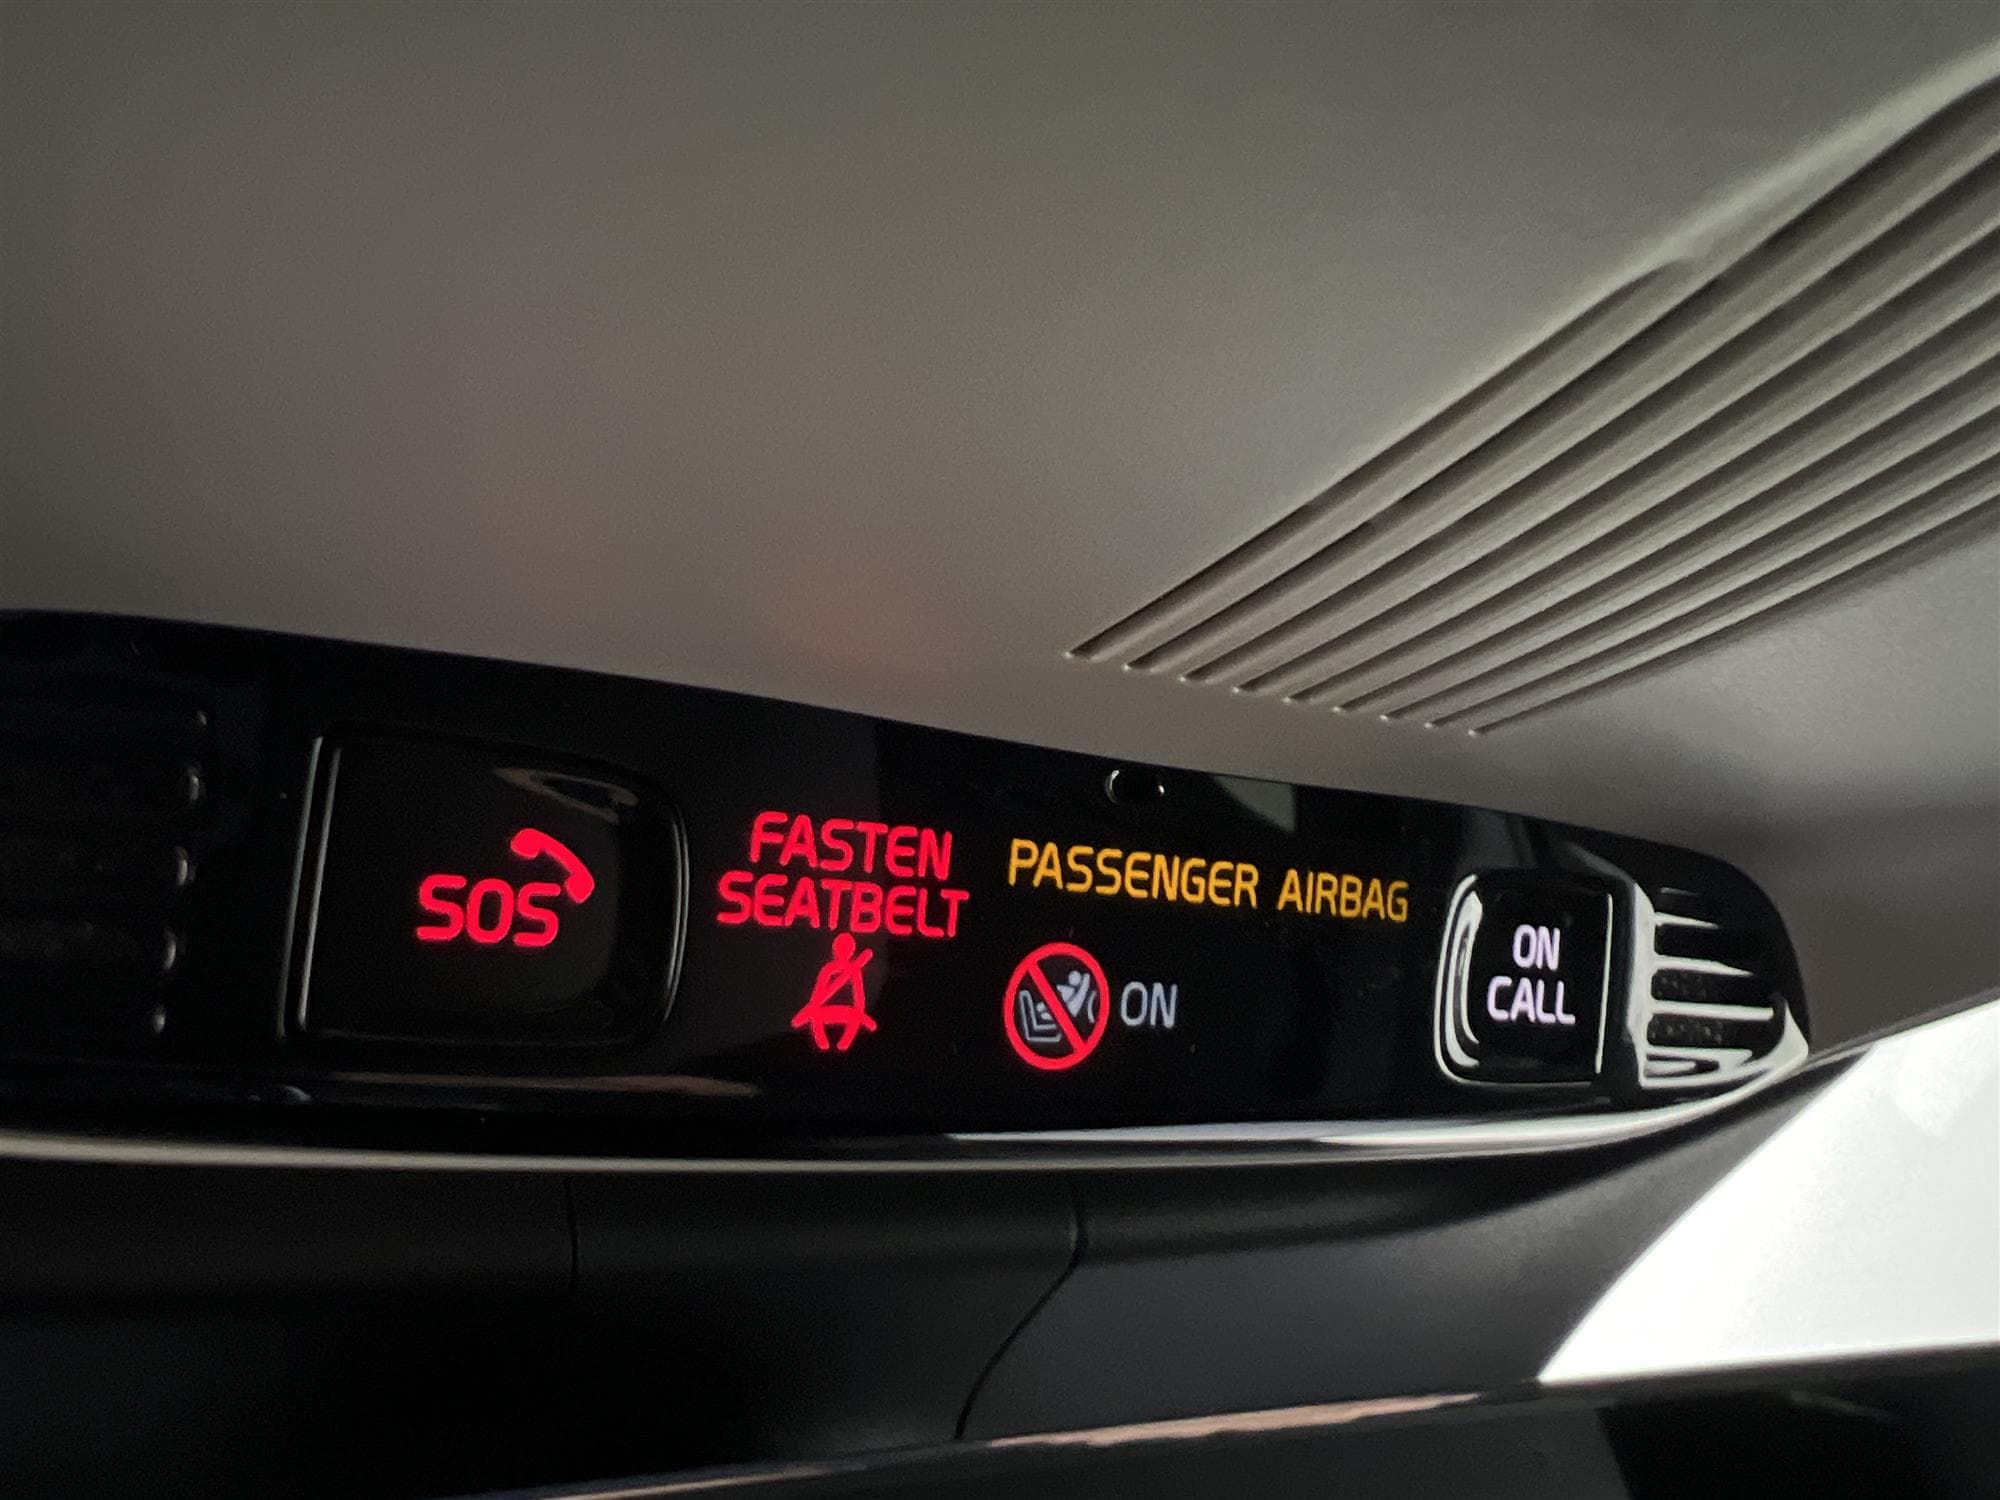 SOS
FASTEN
SEATBELT
PASSENGER AIRBAG
ON
ON
CALL